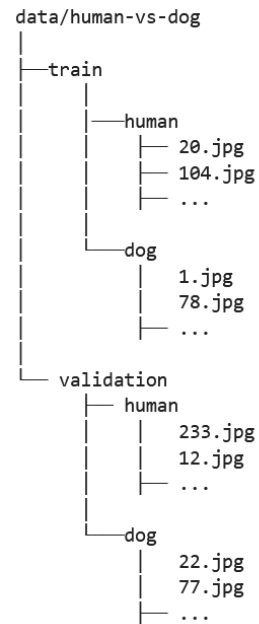 data/human-vs-dog
train
human
20.jpg
104.jpg
...
dog
1.jpg
78.jpg
...
validation
human
233.jpg
12.jpg
...
dog
22.jpg
77.jpg
...